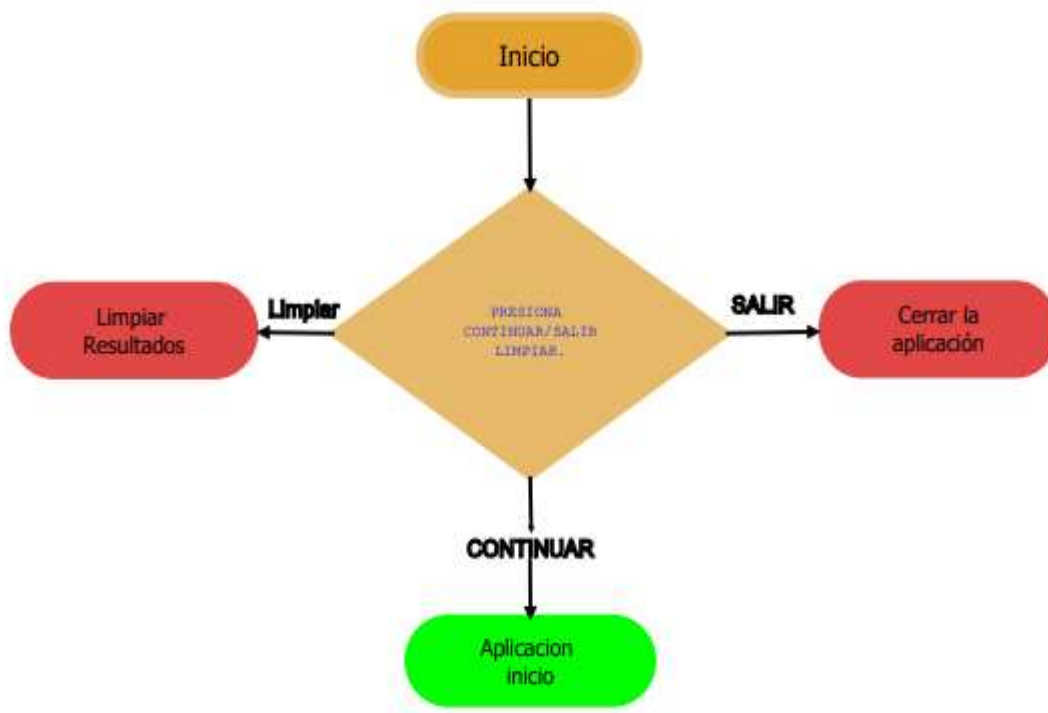 Inicio
Limpiar
Resultados
Limpiar
PRESIONA
CONTINUAR/SALIR
LIMPIAR.
SALIR
Cerrar la
aplicación
CONTINUAR
Aplicacion
inicio